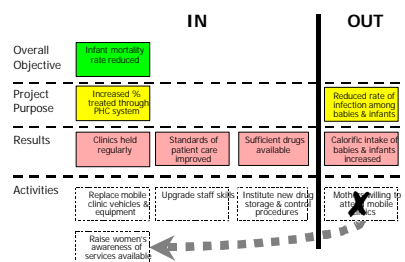 IN
OUT
Overall
Objective
Infant mortality
rate reduced
Project
Purpose
Increased %
treated through
PHC system
Reduced rate of
infection among
babies & infants
Results
Clinics held
regularly
Standards of
patient care
improved
Sufficient drugs
available
Calorific intake of
babies & infants
increased
Activities
Replace mobile
clinic vehicles &
equipment
Upgrade staff skills
Institute new drug
storage & control
procedures
willing to
mobile
Raise women's
awareness of
services available